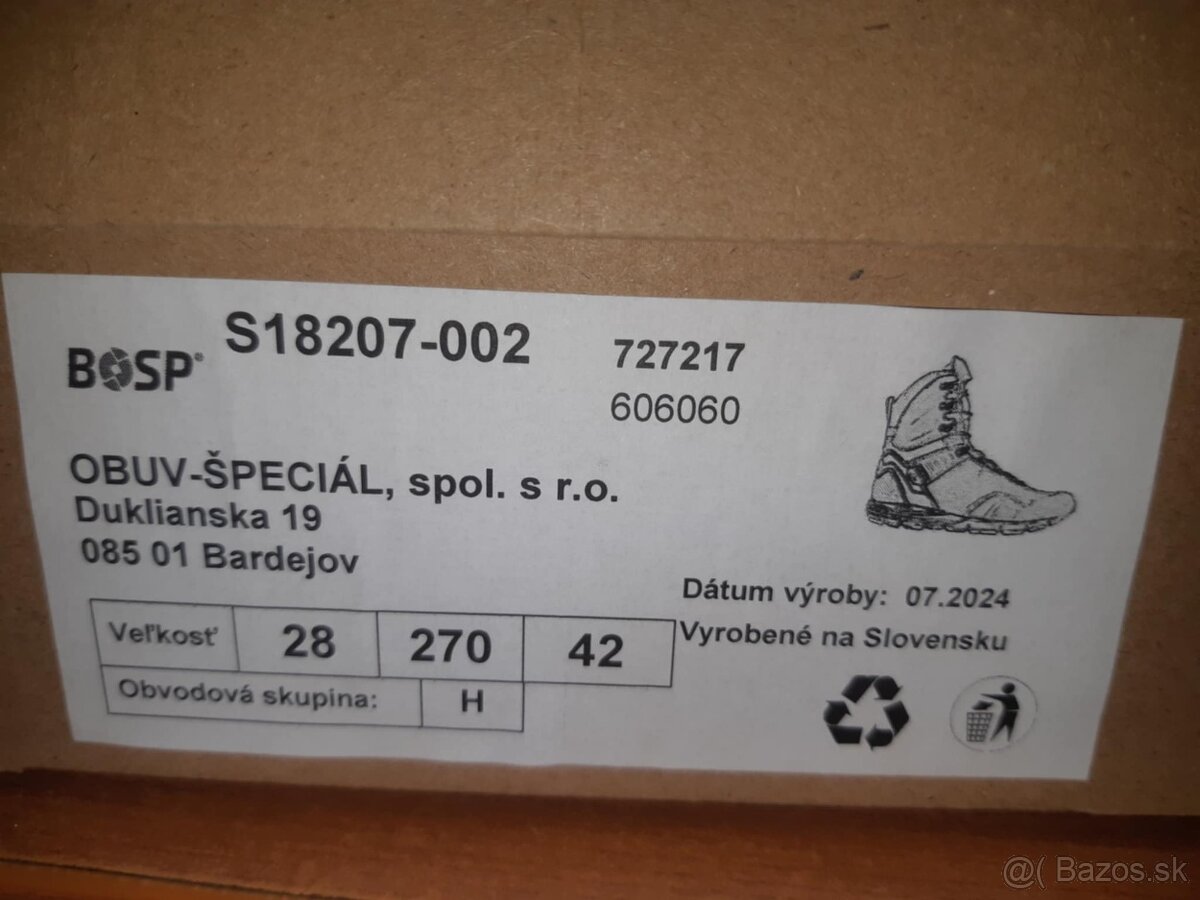 BOSP®
S18207-002
727217
606060
OBUV-ŠPECIÁL, spol. s r.o.
Duklianska 19
085 01 Bardejov
Dátum výroby: 07.2024
Vyrobené na Slovensku
Veľkosť 28 270 42
Obvodová skupina: H
@( Bazos.sk